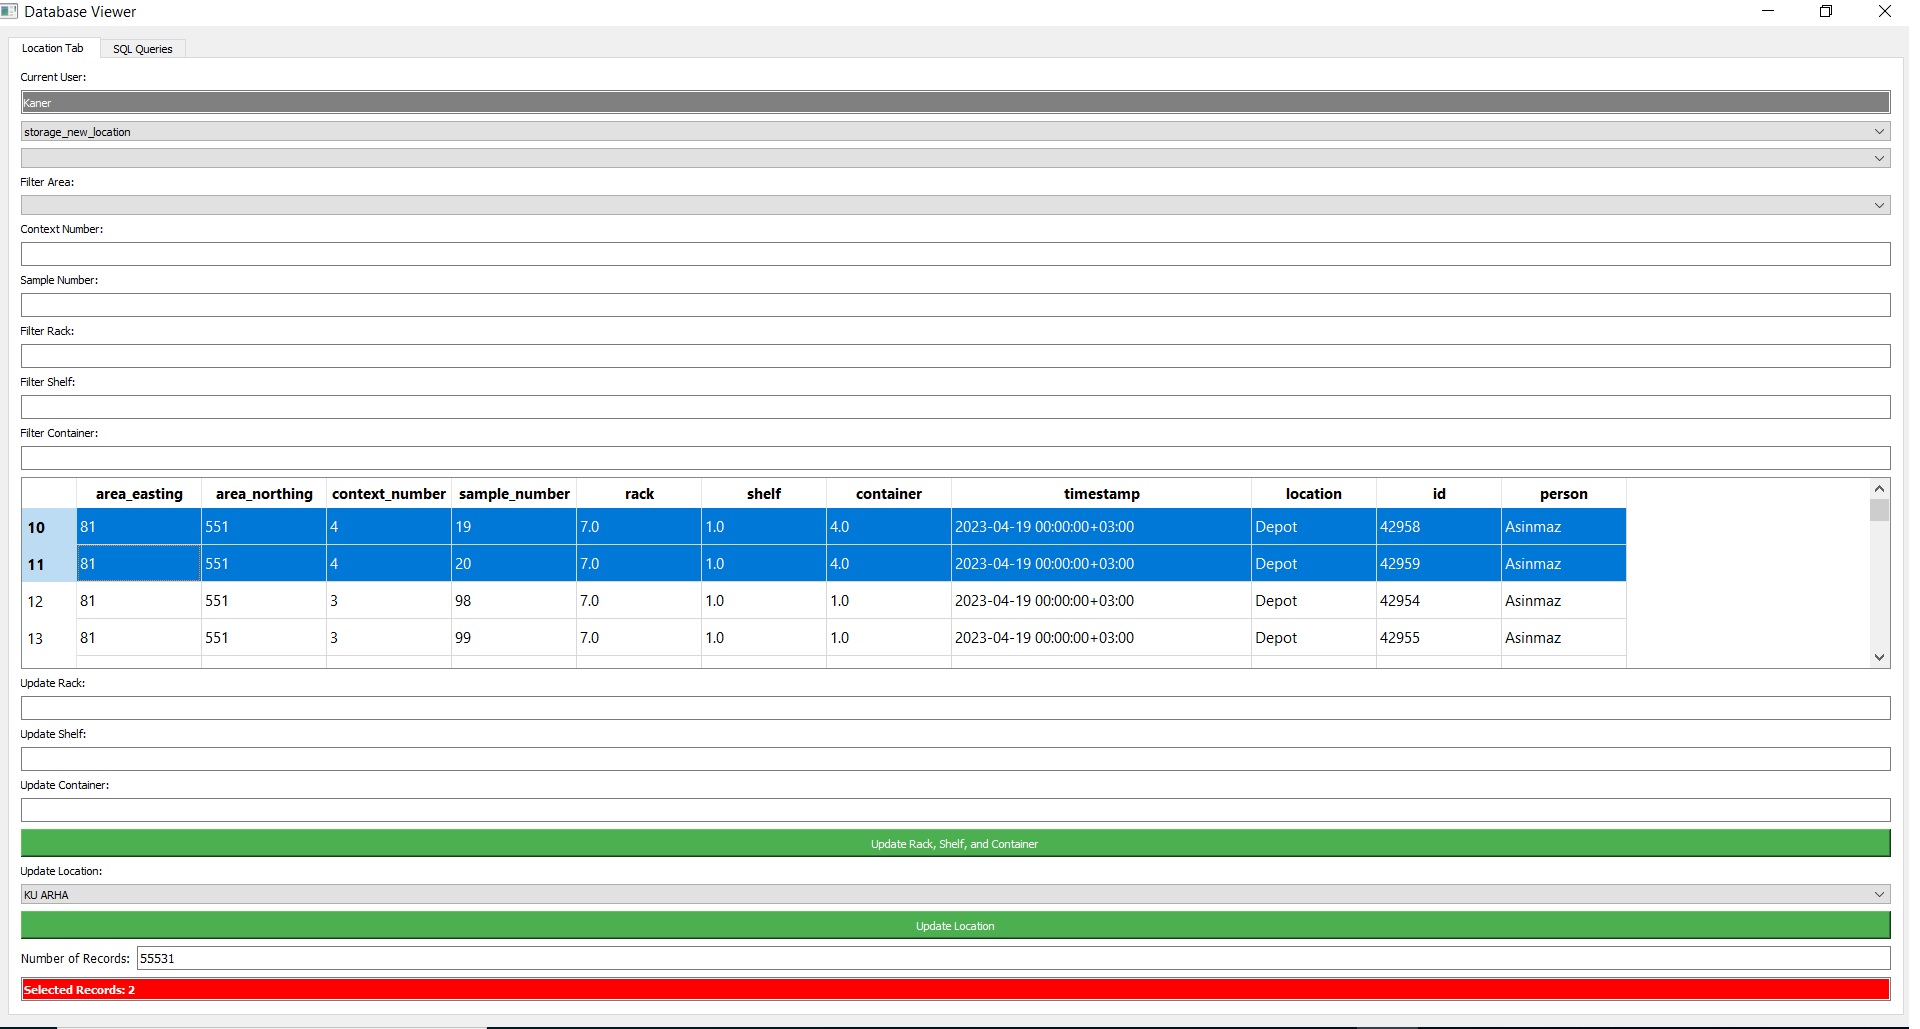 Database Viewer
Location Tab SQL Queries
Current User:
Kaner
storage_new_location
Filter Area:
Context Number:
Sample Number:
Filter Rack:
Filter Shelf:
Filter Container:
area_easting area_northing context_number sample_number rack shelf container timestamp location id person
10 81 551 4 19 7.0 1.0 4.0 2023-04-19 00:00:00+03:00 Depot 42958 Asinmaz
11 81 551 4 20 7.0 1.0 4.0 2023-04-19 00:00:00+03:00 Depot 42959 Asinmaz
12 81 551 3 98 7.0 1.0 1.0 2023-04-19 00:00:00+03:00 Depot 42954 Asinmaz
13 81 551 3 99 7.0 1.0 1.0 2023-04-19 00:00:00+03:00 Depot 42955 Asinmaz
Update Rack:
Update Shelf:
Update Container:
Update Rack, Shelf, and Container
Update Location:
KU ARHA
Update Location
Number of Records: 55531
Selected Records: 2